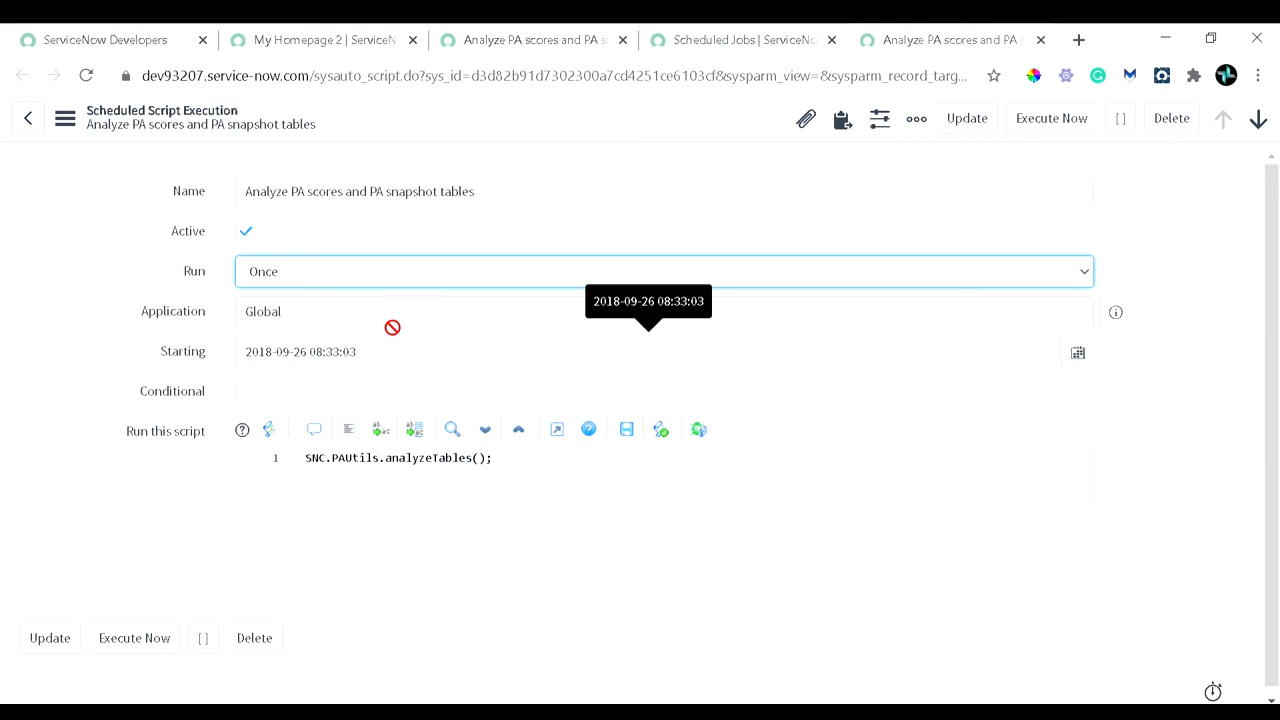 ServiceNow Developers
My Homepage 2 | ServiceN
Analyze PA scores and PA s
Scheduled Jobs | ServiceNo
Analyze PA scores and PA
dev93207.service-now.com/sysauto_script.do?sys_id=d3d82b91d7302300a7cd4251ce6103cf&sysparm_view=&sysparm_record_targ...
Scheduled Script Execution
Analyze PA scores and PA snapshot tables
Update
Execute Now
[ ]
Delete
Name Analyze PA scores and PA snapshot tables
Active
Run Once
2018-09-26 08:33:03
Application Global
Starting 2018-09-26 08:33:03
Conditional
Run this script
1 SNC.PAUtils.analyzeTables();
Update Execute Now [ ] Delete